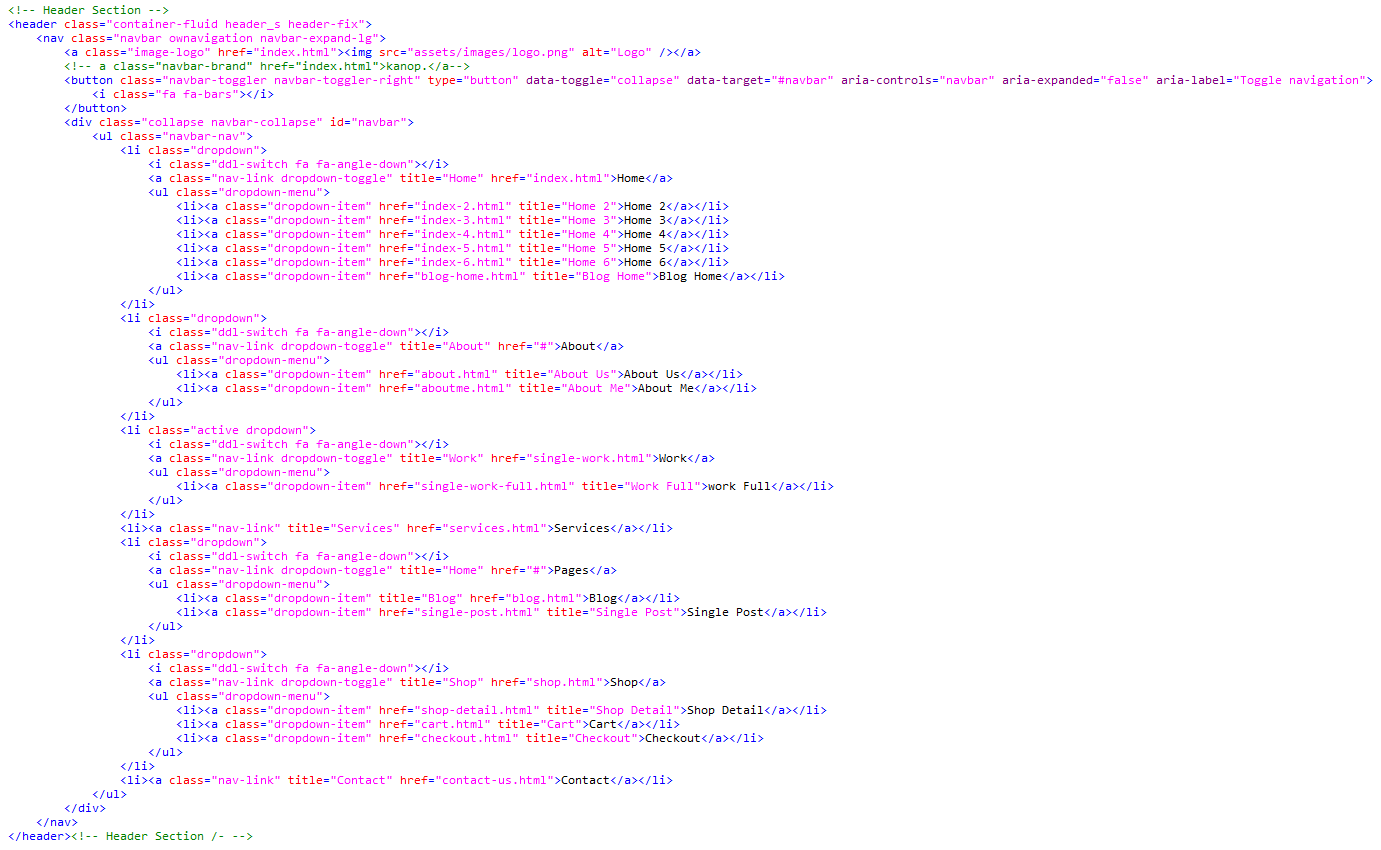 <!-- Header Section -->
<header class="container-fluid header_s header-fix">
    <nav class="navbar ownavigation navbar-expand-lg">
        <a class="image-logo" href="index.html"><img src="assets/images/logo.png" alt="Logo" /></a>
        <!-- a class="navbar-brand" href="index.html">kanop.</a-->
        <button class="navbar-toggler navbar-toggler-right" type="button" data-toggle="collapse" data-target="#navbar" aria-controls="navbar" aria-expanded="false" aria-label="Toggle navigation">
            <i class="fa fa-bars"></i>
        </button>
        <div class="collapse navbar-collapse" id="navbar">
            <ul class="navbar-nav">
                <li class="dropdown">
                    <i class="ddl-switch fa fa-angle-down"></i>
                    <a class="nav-link dropdown-toggle" title="Home" href="index.html">Home</a>
                    <ul class="dropdown-menu">
                        <li><a class="dropdown-item" href="index-2.html" title="Home 2">Home 2</a></li>
                        <li><a class="dropdown-item" href="index-3.html" title="Home 3">Home 3</a></li>
                        <li><a class="dropdown-item" href="index-4.html" title="Home 4">Home 4</a></li>
                        <li><a class="dropdown-item" href="index-5.html" title="Home 5">Home 5</a></li>
                        <li><a class="dropdown-item" href="index-6.html" title="Home 6">Home 6</a></li>
                        <li><a class="dropdown-item" href="blog-home.html" title="Blog Home">Blog Home</a></li>
                    </ul>
                </li>
                <li class="dropdown">
                    <i class="ddl-switch fa fa-angle-down"></i>
                    <a class="nav-link dropdown-toggle" title="About" href="#">About</a>
                    <ul class="dropdown-menu">
                        <li><a class="dropdown-item" href="about.html" title="About Us">About Us</a></li>
                        <li><a class="dropdown-item" href="aboutme.html" title="About Me">About Me</a></li>
                    </ul>
                </li>
                <li class="active dropdown">
                    <i class="ddl-switch fa fa-angle-down"></i>
                    <a class="nav-link dropdown-toggle" title="Work" href="single-work.html">Work</a>
                    <ul class="dropdown-menu">
                        <li><a class="dropdown-item" href="single-work-full.html" title="Work Full">work Full</a></li>
                    </ul>
                </li>
                <li><a class="nav-link" title="Services" href="services.html">Services</a></li>
                <li class="dropdown">
                    <i class="ddl-switch fa fa-angle-down"></i>
                    <a class="nav-link dropdown-toggle" title="Home" href="#">Pages</a>
                    <ul class="dropdown-menu">
                        <li><a class="dropdown-item" title="Blog" href="blog.html">Blog</a></li>
                        <li><a class="dropdown-item" href="single-post.html" title="Single Post">Single Post</a></li>
                    </ul>
                </li>
                <li class="dropdown">
                    <i class="ddl-switch fa fa-angle-down"></i>
                    <a class="nav-link dropdown-toggle" title="Shop" href="shop.html">Shop</a>
                    <ul class="dropdown-menu">
                        <li><a class="dropdown-item" href="shop-detail.html" title="Shop Detail">Shop Detail</a></li>
                        <li><a class="dropdown-item" href="cart.html" title="Cart">Cart</a></li>
                        <li><a class="dropdown-item" href="checkout.html" title="Checkout">Checkout</a></li>
                    </ul>
                </li>
                <li><a class="nav-link" title="Contact" href="contact-us.html">Contact</a></li>
            </ul>
        </div>
    </nav>
</header><!-- Header Section /- -->